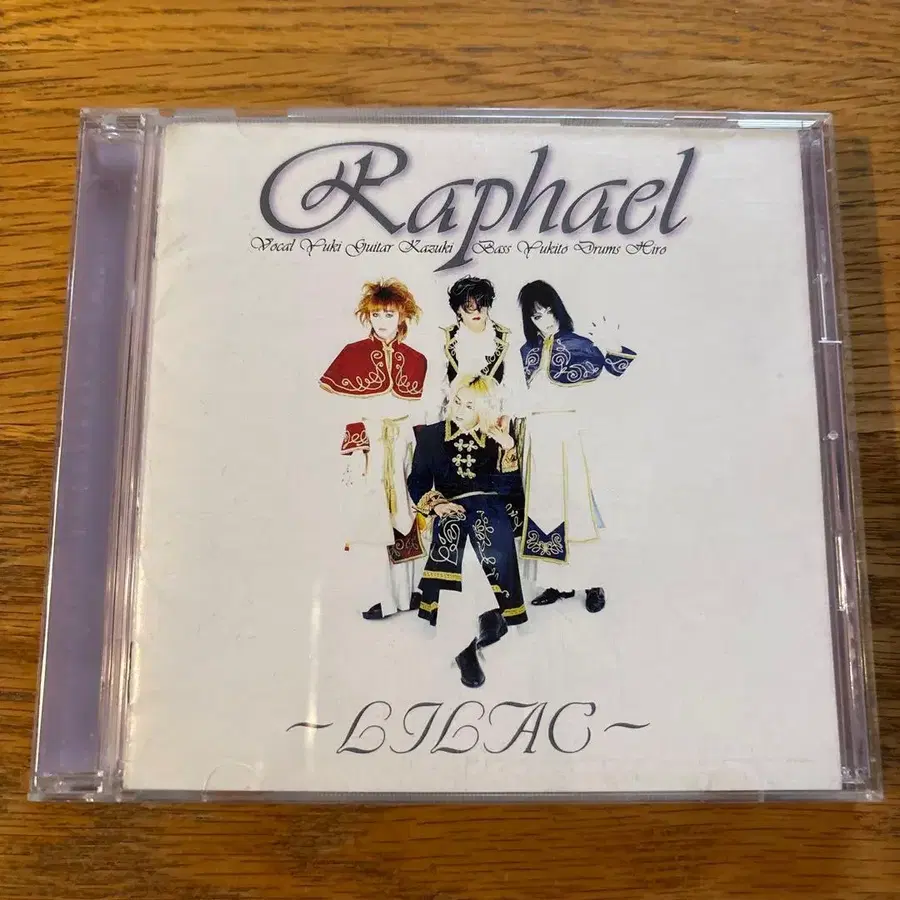 Raphael
Vocal Yuki Guitar Kazuki Bass Yukito Drums Hiro
~LILAC~